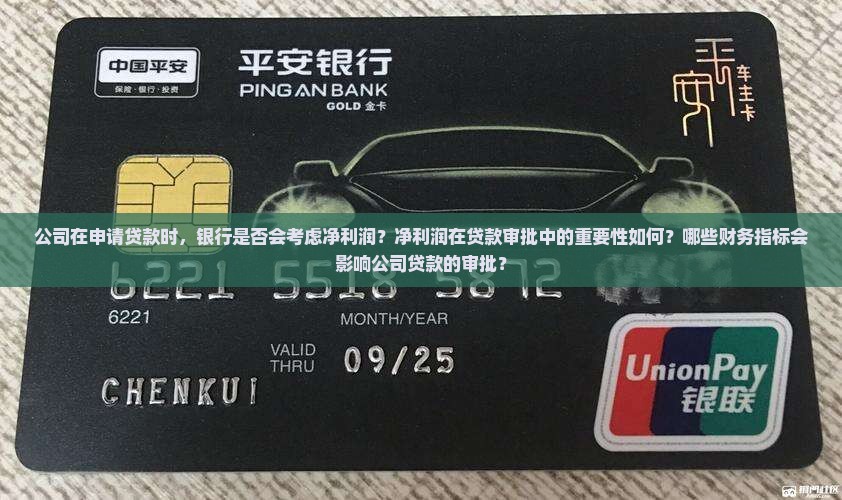 中国平安
保险·银行·投资
平安银行
PING AN BANK
GOLD 金卡
平安
车主卡
公司在申请贷款时，银行是否会考虑净利润？净利润在贷款审批中的重要性如何？哪些财务指标会
影响公司贷款的审批？
6221 5518
6221
MONTH/YEAR
VALID
THRU
09/25
CHENKUI
UnionPay
银联